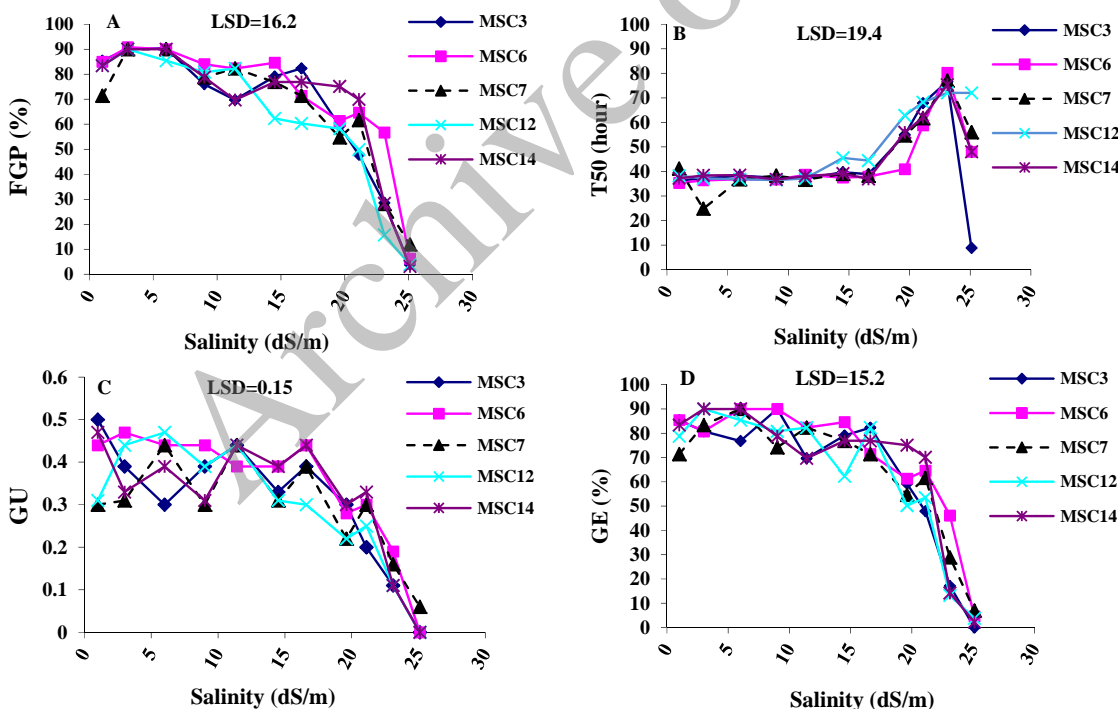 A
LSD=16.2
FGP (%)
100
90
80
70
60
50
40
30
20
10
0
0
5
10
15
20
25
30
Salinity (dS/m)
MSC3
MSC6
MSC7
MSC12
MSC14
B
LSD=19.4
T50 (hour)
100
90
80
70
60
50
40
30
20
10
0
0
5
10
15
20
25
30
Salinity (dS/m)
MSC3
MSC6
MSC7
MSC12
MSC14
C
LSD=0.15
GU
0.6
0.5
0.4
0.3
0.2
0.1
0
0
5
10
15
20
25
30
Salinity (dS/m)
MSC3
MSC6
MSC7
MSC12
MSC14
D
LSD=15.2
GE (%)
100
90
80
70
60
50
40
30
20
10
0
0
5
10
15
20
25
30
Salinity (dS/m)
MSC3
MSC6
MSC7
MSC12
MSC14
Archive of